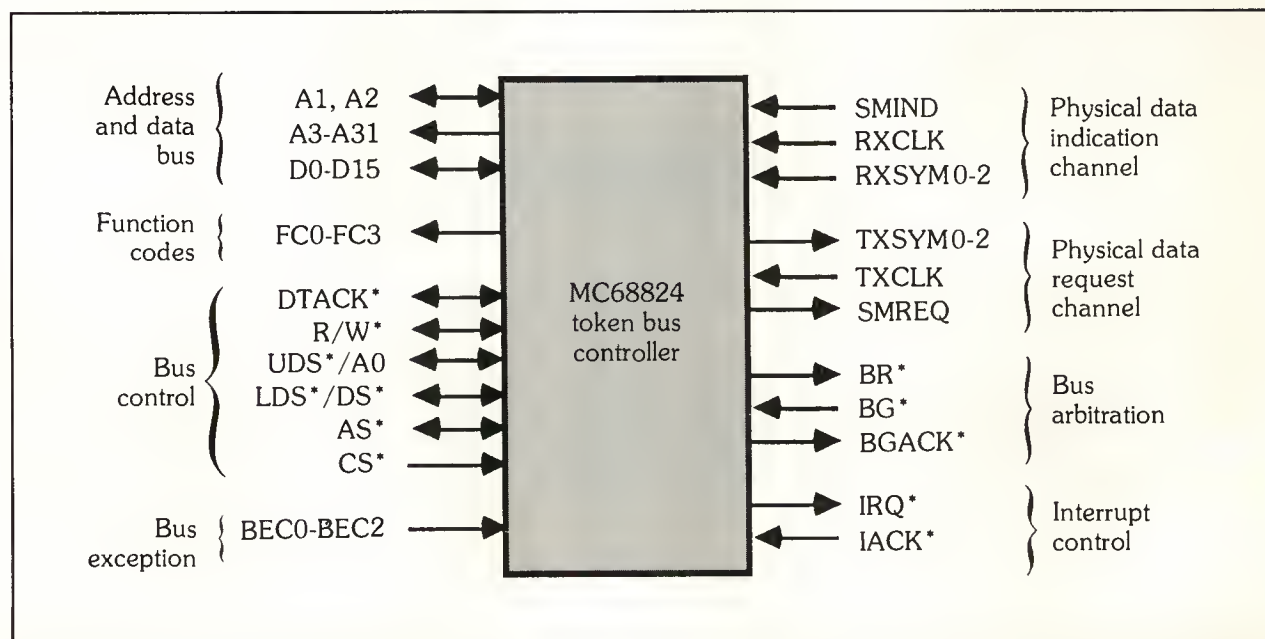 Address
and data
bus
A1, A2
A3-A31
D0-D15
Function
codes
FC0-FC3
Bus
control
DTACK*
R/W*
UDS*/A0
LDS*/DS*
AS*
CS*
Bus
exception
BEC0-BEC2
MC68824
token bus
controller
SMIND
RXCLK
RXSYM0-2
Physical data
indication
channel
TXSYM0-2
TXCLK
SMREQ
Physical data
request
channel
BR*
BG*
BGACK*
Bus
arbitration
IRQ*
IACK*
Interrupt
control